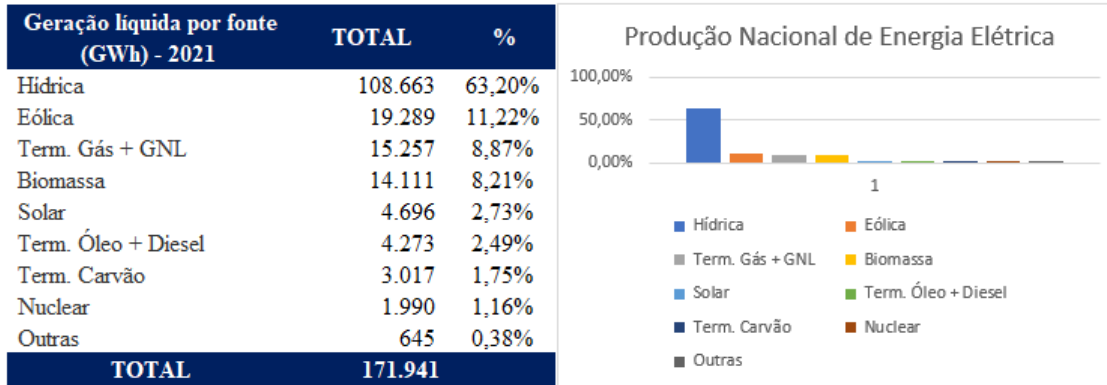 Geração líquida por fonte
(GWh) - 2021 TOTAL %
Hídrica 108.663 63,20%
Eólica 19.289 11,22%
Term. Gás + GNL 15.257 8,87%
Biomassa 14.111 8,21%
Solar 4.696 2,73%
Term. Óleo + Diesel 4.273 2,49%
Term. Carvão 3.017 1,75%
Nuclear 1.990 1,16%
Outras 645 0,38%
TOTAL 171.941
Produção Nacional de Energia Elétrica
100,00%
50,00%
0,00%
1
Hídrica Eólica
Term. Gás + GNL Biomassa
Solar Term. Óleo + Diesel
Term. Carvão Nuclear
Outras